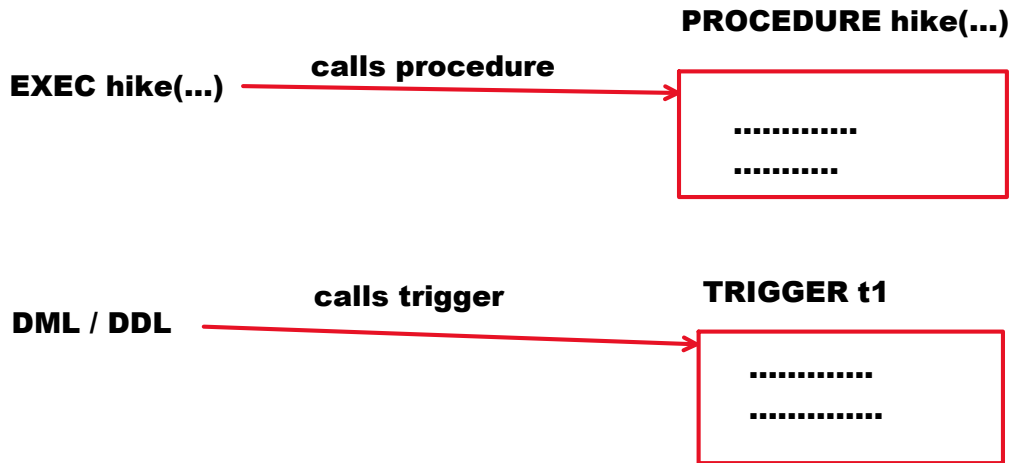 PROCEDURE hike(...)
calls procedure
EXEC hike(...)
.............
...........
calls trigger
TRIGGER t1
DML / DDL
.............
..............